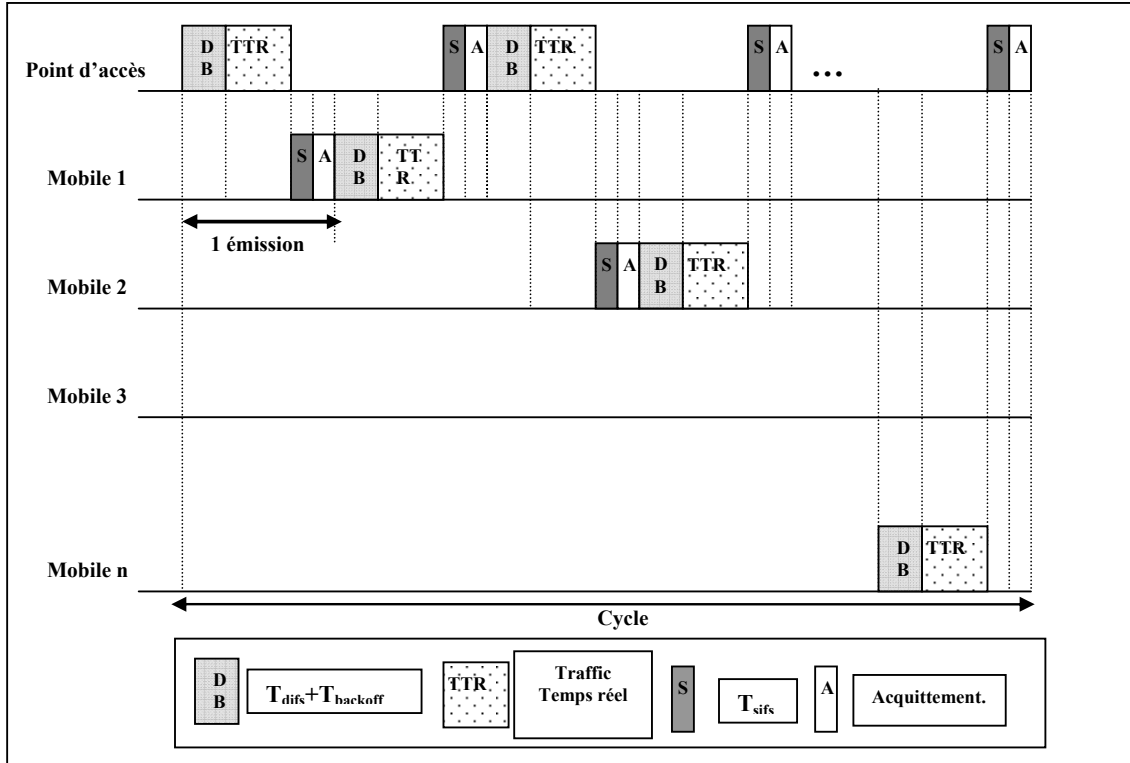 D TTR S A D TTR S A S A
B B
Point d'accès ...
S A D TT
B R
Mobile 1
1 émission
S A D TTR
B
Mobile 2
Mobile 3
D TTR
B
Mobile n
Cycle
D
B
Tdifs+Tbackoff
TTR
Traffic
Temps réel
S
Tsifs
A
Acquittement.